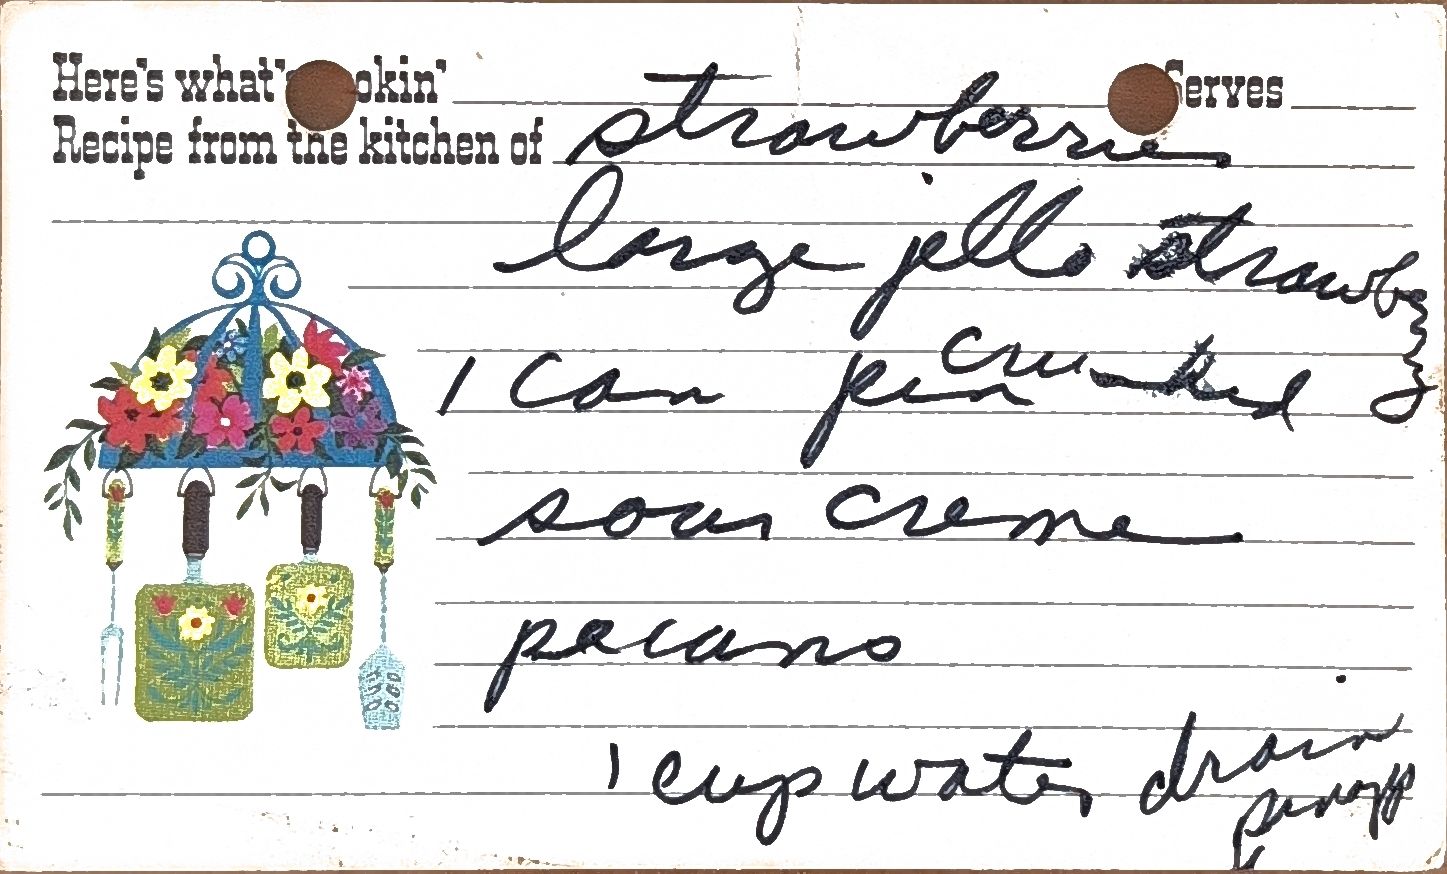 Here's what's cookin' Serves
Recipe from the kitchen of strawberries
large jello strawberry
crushed
1 can pin
sour creme
pecans
1 cup water drain